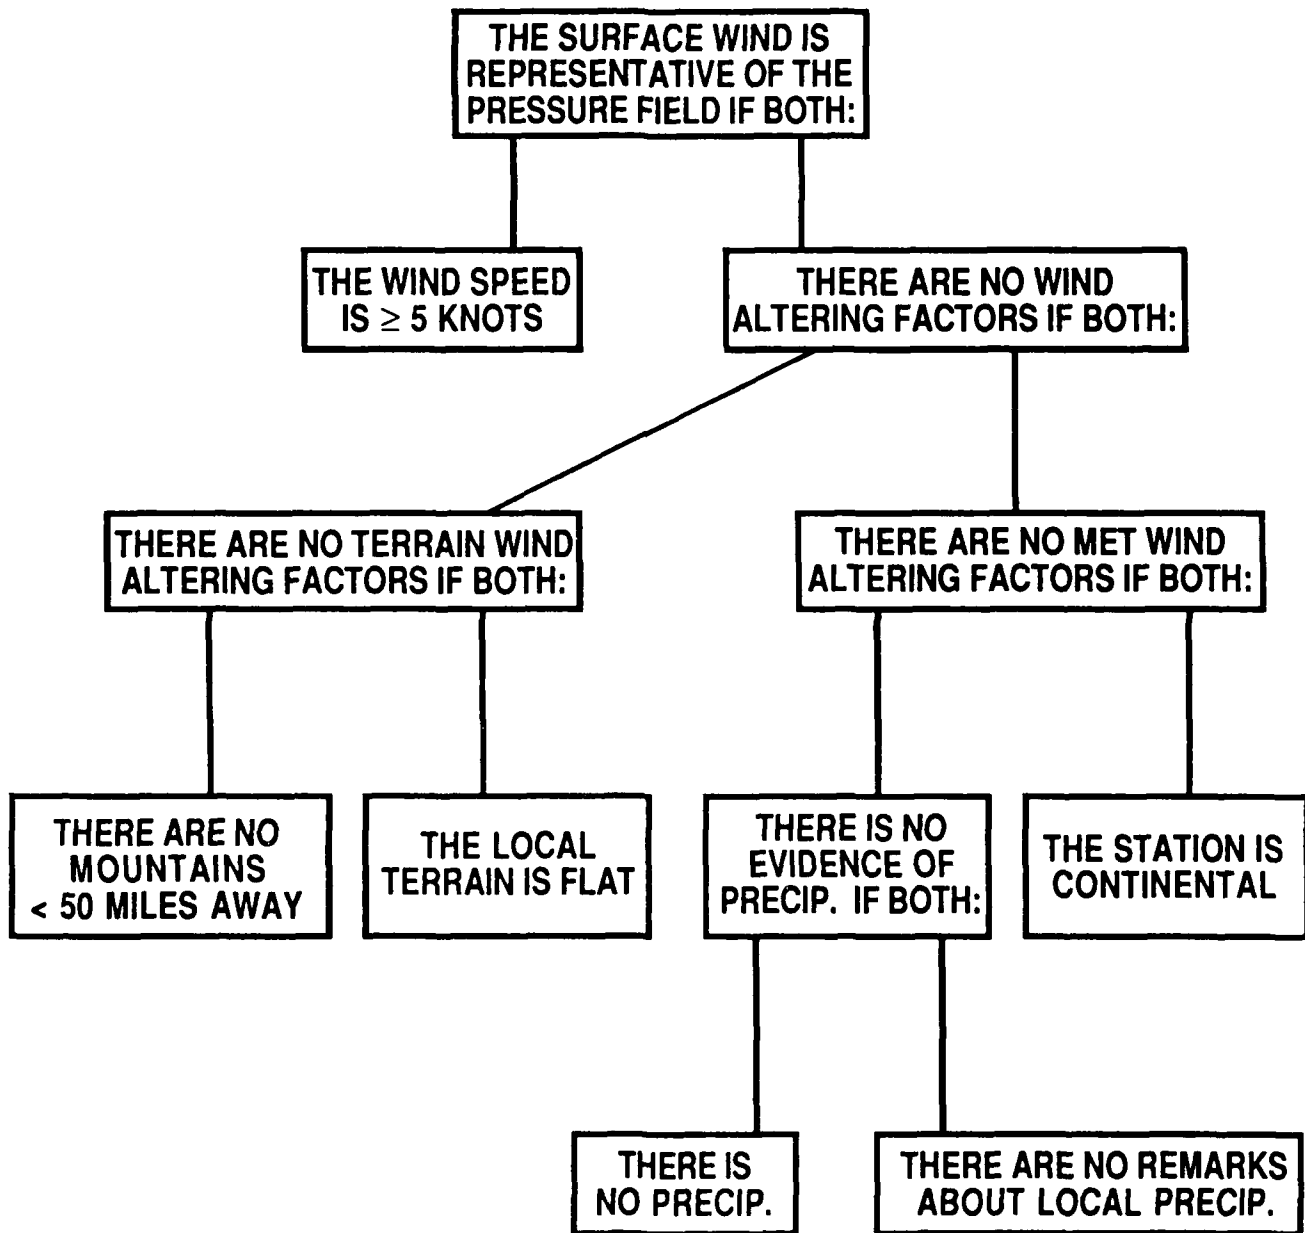 THE SURFACE WIND IS
REPRESENTATIVE OF THE
PRESSURE FIELD IF BOTH:
THE WIND SPEED
IS ≥ 5 KNOTS
THERE ARE NO WIND
ALTERING FACTORS IF BOTH:
THERE ARE NO TERRAIN WIND
ALTERING FACTORS IF BOTH:
THERE ARE NO MET WIND
ALTERING FACTORS IF BOTH:
THERE ARE NO
MOUNTAINS
< 50 MILES AWAY
THE LOCAL
TERRAIN IS FLAT
THERE IS NO
EVIDENCE OF
PRECIP. IF BOTH:
THE STATION IS
CONTINENTAL
THERE IS
NO PRECIP.
THERE ARE NO REMARKS
ABOUT LOCAL PRECIP.